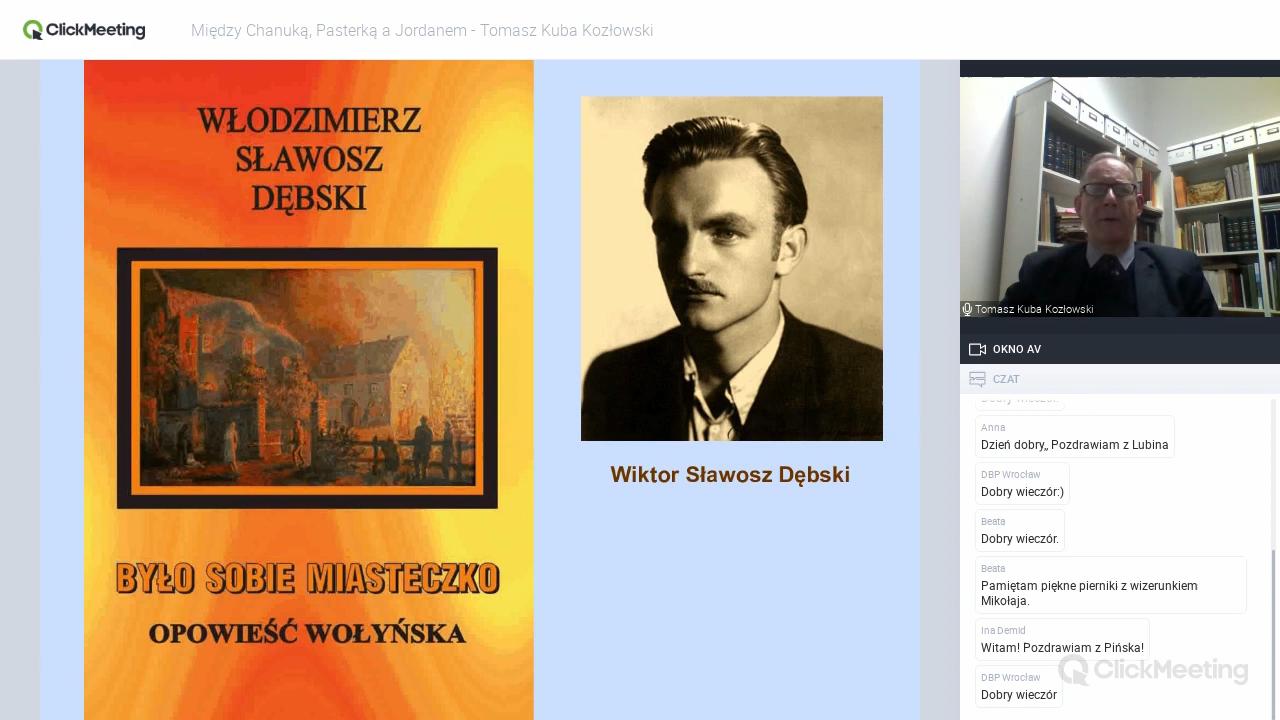 ClickMeeting
Między Chanuką, Pasterką a Jordanem - Tomasz Kuba Kozłowski
WŁODZIMIERZ
SŁAWOSZ
DĘBSKI
BYŁO SOBIE MIASTECZKO
OPOWIEŚĆ WOŁYŃSKA
Wiktor Sławosz Dębski
Tomasz Kuba Kozłowski
OKNO AV
CZAT
Dobry wieczór.
Anna
Dzień dobry,, Pozdrawiam z Lubina
DBP Wrocław
Dobry wieczór:)
Beata
Dobry wieczór.
Beata
Pamiętam piękne pierniki z wizerunkiem
Mikołaja.
Ina Demid
Witam! Pozdrawiam z Pińska!
DBP Wrocław
Dobry wieczór
ClickMeeting